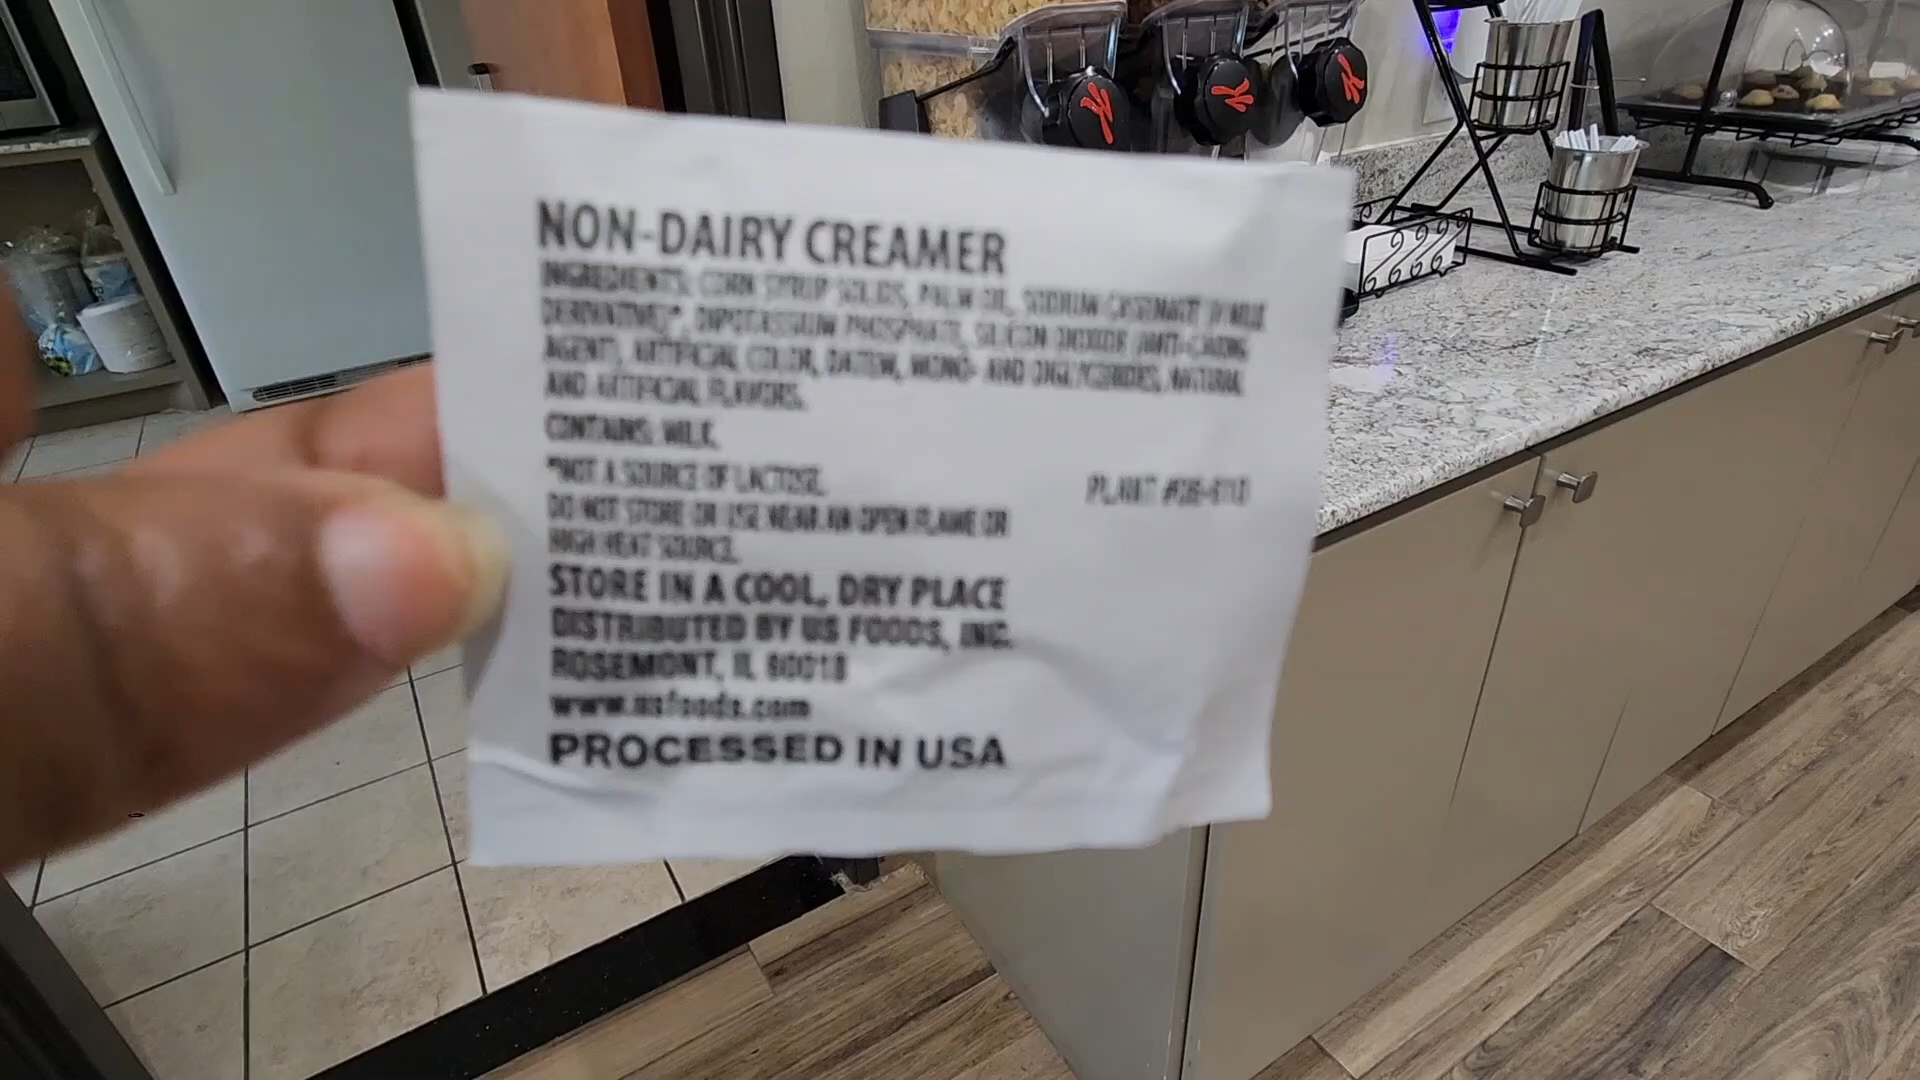 NON-DAIRY CREAMER
INGREDIENTS: CORN SYRUP SOLIDS, PALM OIL, SODIUM CASEINATE (A MILK
DERIVATIVE)*, DIPOTASSIUM PHOSPHATE, SILICON DIOXIDE (ANTI-CAKING
AGENT), ARTIFICIAL COLOR, DATEM, MONO- AND DIGLYCERIDES, NATURAL
AND ARTIFICIAL FLAVORS.
CONTAINS: MILK.
*NOT A SOURCE OF LACTOSE.
PLANT
DO NOT STORE OR USE NEAR AN OPEN FLAME OR
HIGH HEAT SOURCE.
STORE IN A COOL, DRY PLACE
DISTRIBUTED BY US FOODS, INC.
ROSEMONT, IL 60018
www.usfoods.com
PROCESSED IN USA
K
K
K